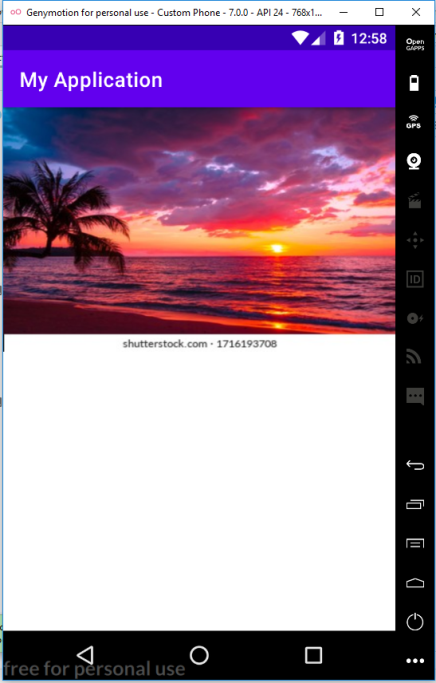 Genymotion for personal use - Custom Phone - 7.0.0 - API 24 - 768x1...
12:58
Open
GAPPS
My Application
GPS
ID
shutterstock.com · 1716193708
free for personal use